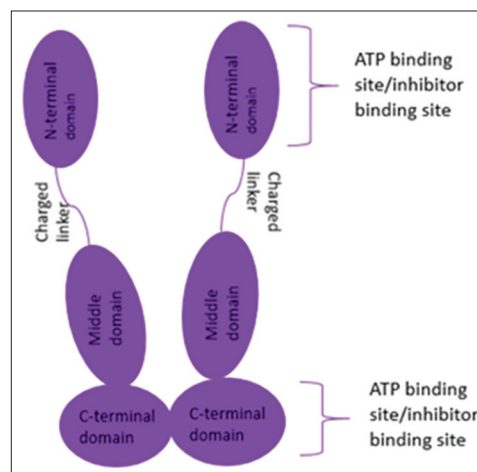 N-terminal
domain
N-terminal
domain
ATP binding
site/inhibitor
binding site
Charged
linker
Charged
linker
Middle
domain
Middle
domain
C-terminal
domain
C-terminal
domain
ATP binding
site/inhibitor
binding site